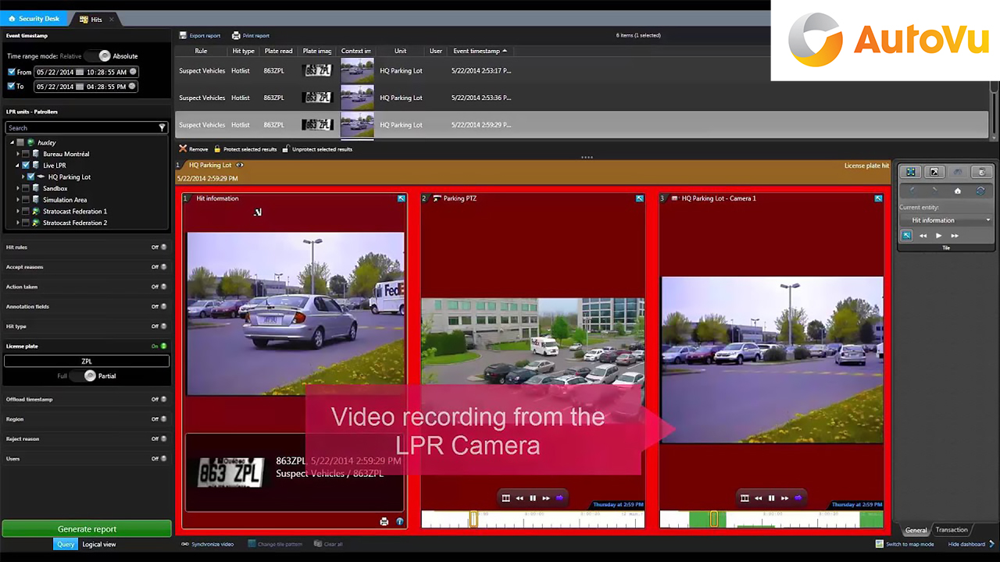 Security Desk
Hits
AutoVu
Event timestamp
Time range mode: Relative Absolute
From 05/22/2014 10:28:55 AM
To 05/22/2014 04:28:55 PM
LPR units - Patrollers
Search
huxley
Bureau Montréal
Live LPR
HQ Parking Lot
Sandbox
Simulation Area
Stratocast Federation 1
Stratocast Federation 2
Hit rules Off
Accept reasons Off
Action taken Off
Annotation fields Off
Hit type Off
License plate On
ZPL
Full Partial
Offload timestamp Off
Region Off
Reject reason Off
Users Off
Generate report
Query Logical view
Export report Print report 6 items (1 selected)
Rule Hit type Plate read Plate imag Context im Unit User Event timestamp
Suspect Vehicles Hotlist 863ZPL 863 ZPL HQ Parking Lot 5/22/2014 2:53:17 P...
Suspect Vehicles Hotlist 863ZPL 863 ZPL HQ Parking Lot 5/22/2014 2:53:36 P...
Suspect Vehicles Hotlist 863ZPL 863 ZPL HQ Parking Lot 5/22/2014 2:59:29 P...
Remove Protect selected results Unprotect selected results
1 HQ Parking Lot License plate hit
5/22/2014 2:59:29 PM
1 Hit information
FedE
863 ZPL
863ZPL, 5/22/2014 2:59:29 PM
Suspect Vehicles / 863ZPL
2 Parking PTZ
Thursday at 2:59 PM
3 HQ Parking Lot - Camera 1
Thursday at 2:59 PM
Video recording from the
LPR Camera
Synchronize video Change tile pattern Clear all
Current entity:
Hit information
Tile
General Transaction
Switch to map mode Hide dashboard